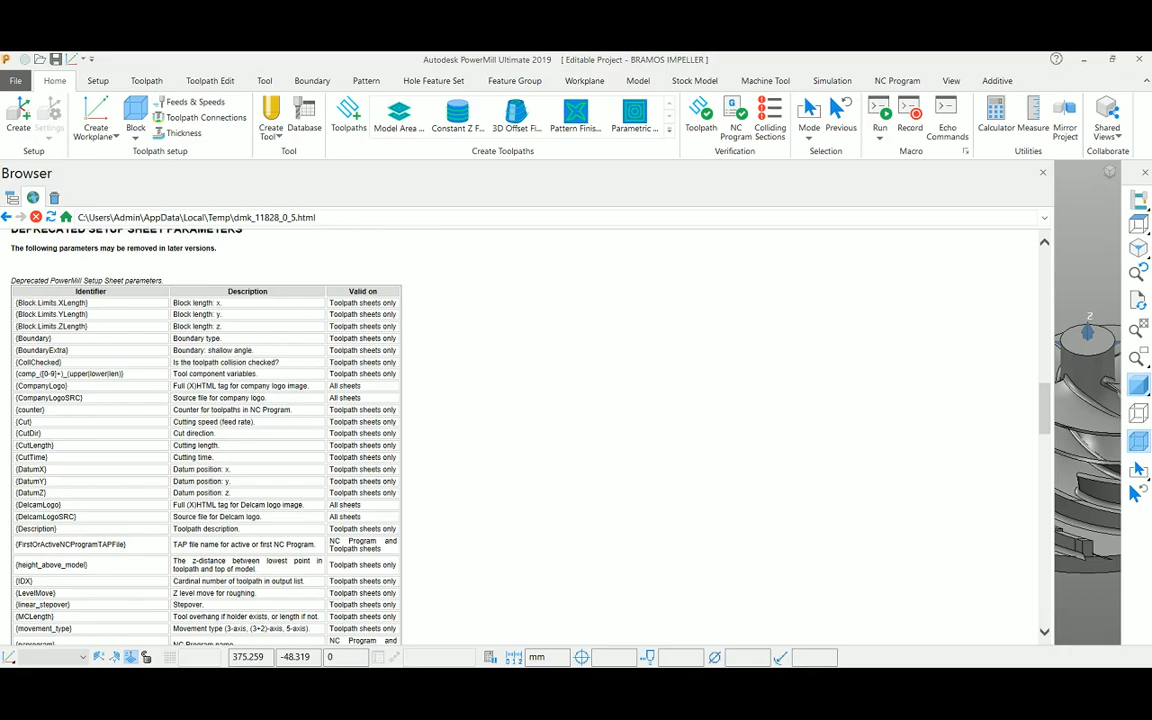 Autodesk PowerMill Ultimate 2019 [ Editable Project - BRAMOS IMPELLER ]
File Home Setup Toolpath Toolpath Edit Tool Boundary Pattern Hole Feature Set Feature Group Workplane Model Stock Model Machine Tool Simulation NC Program View Additive
Create
Settings
Create Workplane
Block
Feeds & Speeds
Toolpath Connections
Thickness
Create Tool
Database
Toolpaths
Model Area ...
Constant Z F...
3D Offset Fi...
Pattern Finis...
Parametric ...
Toolpath
NC Program
Colliding Sections
Mode
Previous
Run
Record
Echo Commands
Calculator
Measure
Mirror Project
Shared Views
Setup Toolpath setup Tool Create Toolpaths Verification Selection Macro Utilities Collaborate
Browser
C:\Users\Admin\AppData\Local\Temp\dmk_11828_0_5.html
DEPRECATED SETUP SHEET PARAMETERS
The following parameters may be removed in later versions.
Deprecated PowerMill Setup Sheet parameters.
Identifier Description Valid on
{Block.Limits.XLength} Block length: x. Toolpath sheets only
{Block.Limits.YLength} Block length: y. Toolpath sheets only
{Block.Limits.ZLength} Block length: z. Toolpath sheets only
{Boundary} Boundary type. Toolpath sheets only
{BoundaryExtra} Boundary: shallow angle. Toolpath sheets only
{CollChecked} Is the toolpath collision checked? Toolpath sheets only
{comp_([0-9]+)_(upper|lower|len)} Tool component variables. Toolpath sheets only
{CompanyLogo} Full (X)HTML tag for company logo image. All sheets
{CompanyLogoSRC} Source file for company logo. All sheets
{counter} Counter for toolpaths in NC Program. Toolpath sheets only
{Cut} Cutting speed (feed rate). Toolpath sheets only
{CutDir} Cut direction. Toolpath sheets only
{CutLength} Cutting length. Toolpath sheets only
{CutTime} Cutting time. Toolpath sheets only
{DatumX} Datum position: x. Toolpath sheets only
{DatumY} Datum position: y. Toolpath sheets only
{DatumZ} Datum position: z. Toolpath sheets only
{DelcamLogo} Full (X)HTML tag for Delcam logo image. All sheets
{DelcamLogoSRC} Source file for Delcam logo. All sheets
{Description} Toolpath description. Toolpath sheets only
{FirstOrActiveNCProgramTAPFile} TAP file name for active or first NC Program. NC Program and Toolpath sheets
{height_above_model} The z-distance between lowest point in toolpath and top of model. Toolpath sheets only
{IDX} Cardinal number of toolpath in output list. Toolpath sheets only
{LevelMove} Z level move for roughing. Toolpath sheets only
{linear_stepover} Stepover. Toolpath sheets only
{MCLength} Tool overhang if holder exists, or length if not. Toolpath sheets only
{movement_type} Movement type (3-axis, (3+2)-axis, 5-axis). Toolpath sheets only
NC Program name. NC Program and
Z
375.259 -48.319 0 mm